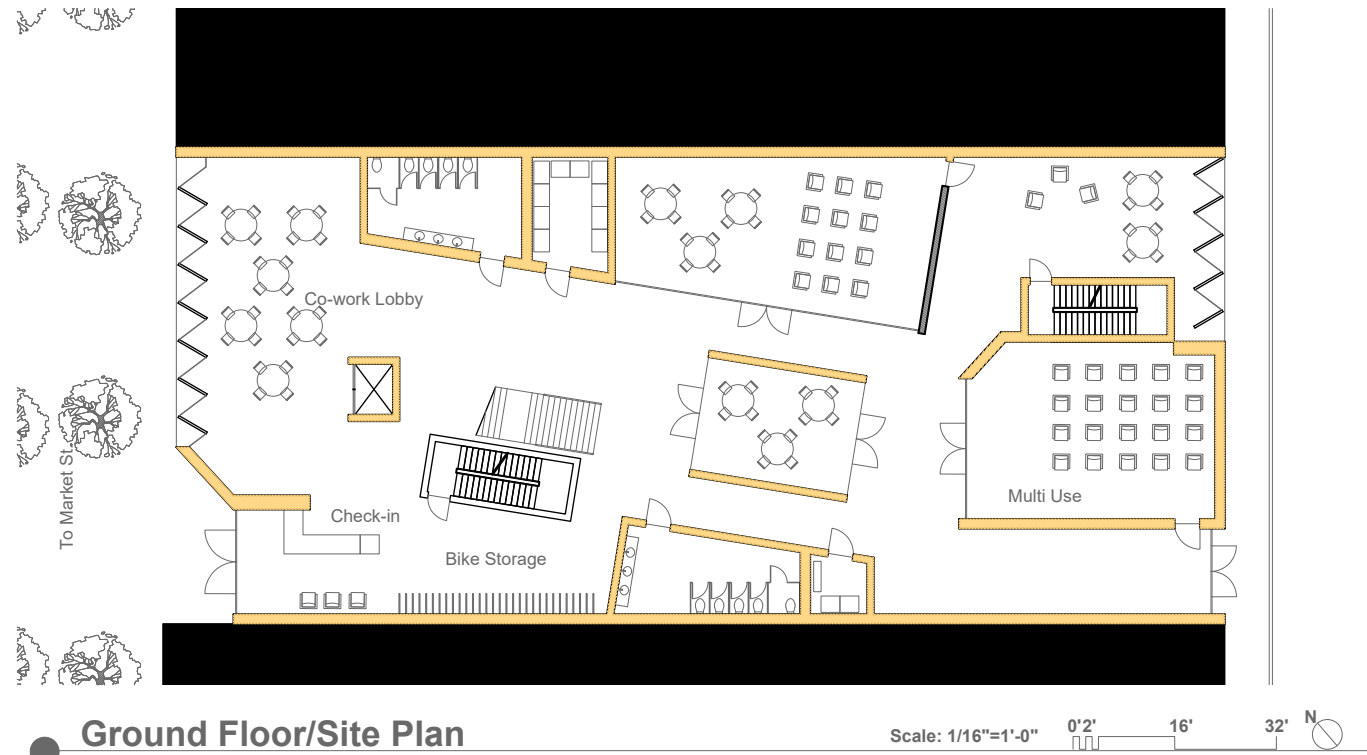 Co-work Lobby
To Market St.
Check-in
Multi Use
Bike Storage
Ground Floor/Site Plan
Scale: 1/16"=1'-0"
0'2' 16' 32'
N